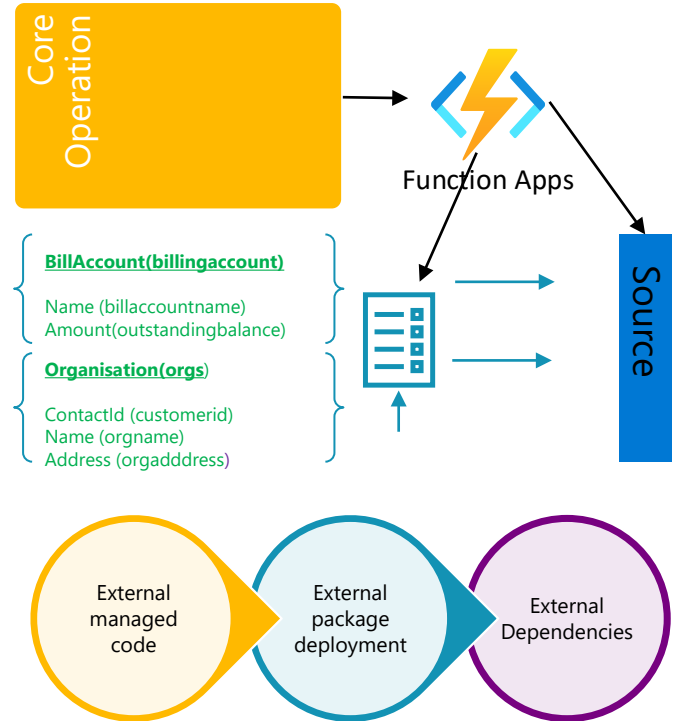 Core
Operation
Function Apps
BillAccount(billingaccount)
Name (billaccountname)
Amount(outstandingbalance)
Organisation(orgs)
ContactId (customerid)
Name (orgname)
Address (orgadddress)
Source
External
managed
code
External
package
deployment
External
Dependencies